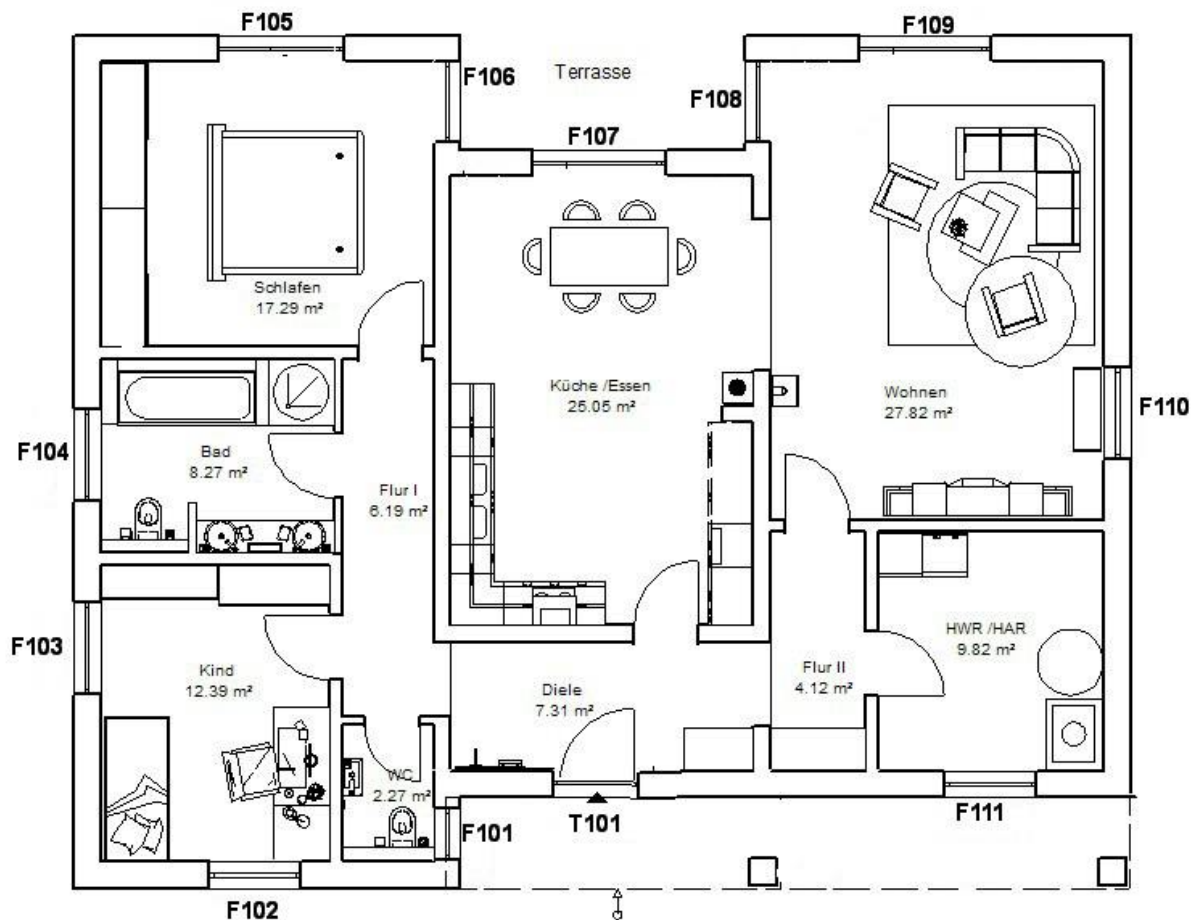 F105
F109
F106
Terrasse
F108
F107
Schlafen
17.29 m²
Küche /Essen
25.05 m²
Wohnen
27.82 m²
F110
F104
Bad
8.27 m²
Flur I
6.19 m²
F103
Kind
12.39 m²
Diele
7.31 m²
Flur II
4.12 m²
HWR /HAR
9.82 m²
WC
2.27 m²
F101
T101
F111
F102